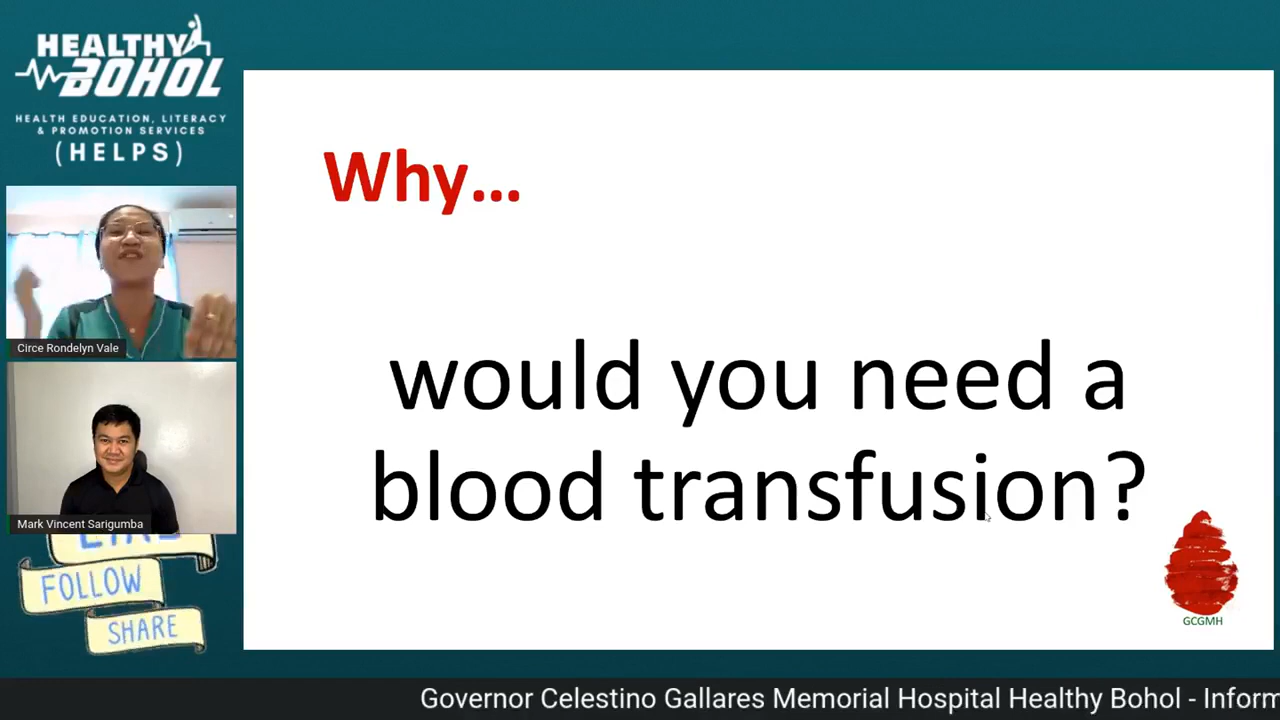 HEALTHY
BOHOL
HEALTH EDUCATION, LITERACY
& PROMOTION SERVICES
(HELPS)
Why...
would you need a
blood transfusion?
Circe Rondelyn Vale
Mark Vincent Sarigumba
FOLLOW
SHARE
GCGMH
Governor Celestino Gallares Memorial Hospital Healthy Bohol - Inform